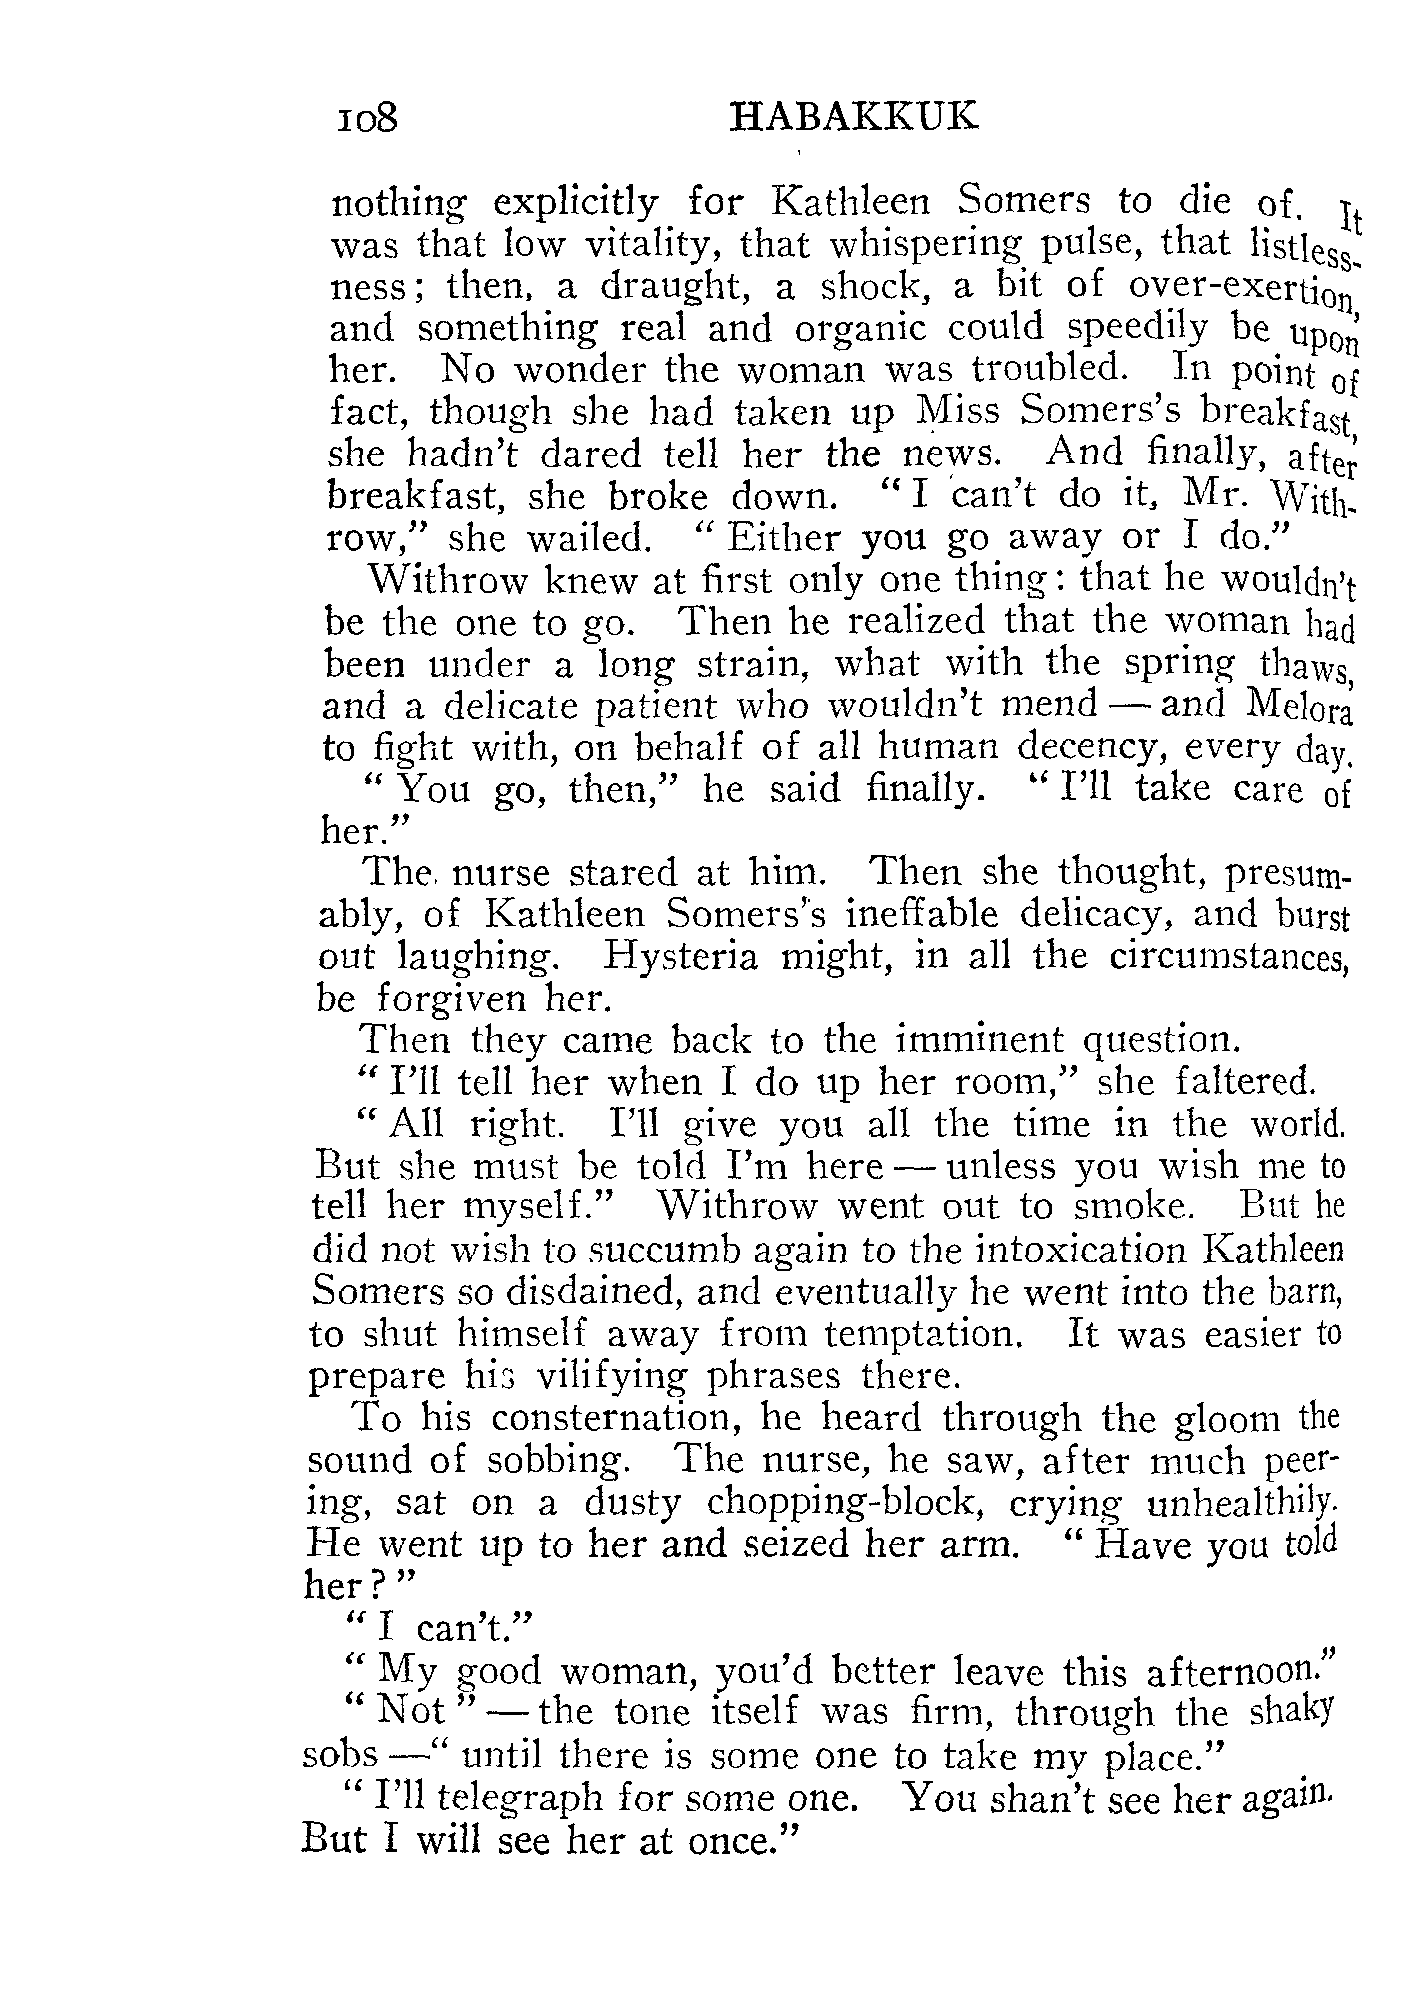 108 HABAKKUK
nothing explicitly for Kathleen Somers to die of. It
was that low vitality, that whispering pulse, that listless-
ness; then, a draught, a shock, a bit of over-exertion,
and something real and organic could speedily be upon
her. No wonder the woman was troubled. In point of
fact, though she had taken up Miss Somers's breakfast,
she hadn't dared tell her the news. And finally, after
breakfast, she broke down. "I can't do it, Mr. With-
row," she wailed. "Either you go away or I do."
Withrow knew at first only one thing: that he wouldn't
be the one to go. Then he realized that the woman had
been under a long strain, what with the spring thaws,
and a delicate patient who wouldn't mend — and Melora
to fight with, on behalf of all human decency, every day.
"You go, then," he said finally. "I'll take care of
her."
The nurse stared at him. Then she thought, presum-
ably, of Kathleen Somers's ineffable delicacy, and burst
out laughing. Hysteria might, in all the circumstances,
be forgiven her.
Then they came back to the imminent question.
"I'll tell her when I do up her room," she faltered.
"All right. I'll give you all the time in the world.
But she must be told I'm here — unless you wish me to
tell her myself." Withrow went out to smoke. But he
did not wish to succumb again to the intoxication Kathleen
Somers so disdained, and eventually he went into the barn,
to shut himself away from temptation. It was easier to
prepare his vilifying phrases there.
To his consternation, he heard through the gloom the
sound of sobbing. The nurse, he saw, after much peer-
ing, sat on a dusty chopping-block, crying unhealthily.
He went up to her and seized her arm. "Have you told
her?"
"I can't."
"My good woman, you'd better leave this afternoon."
"Not" — the tone itself was firm, through the shaky
sobs —"until there is some one to take my place."
"I'll telegraph for some one. You shan't see her again.
But I will see her at once."